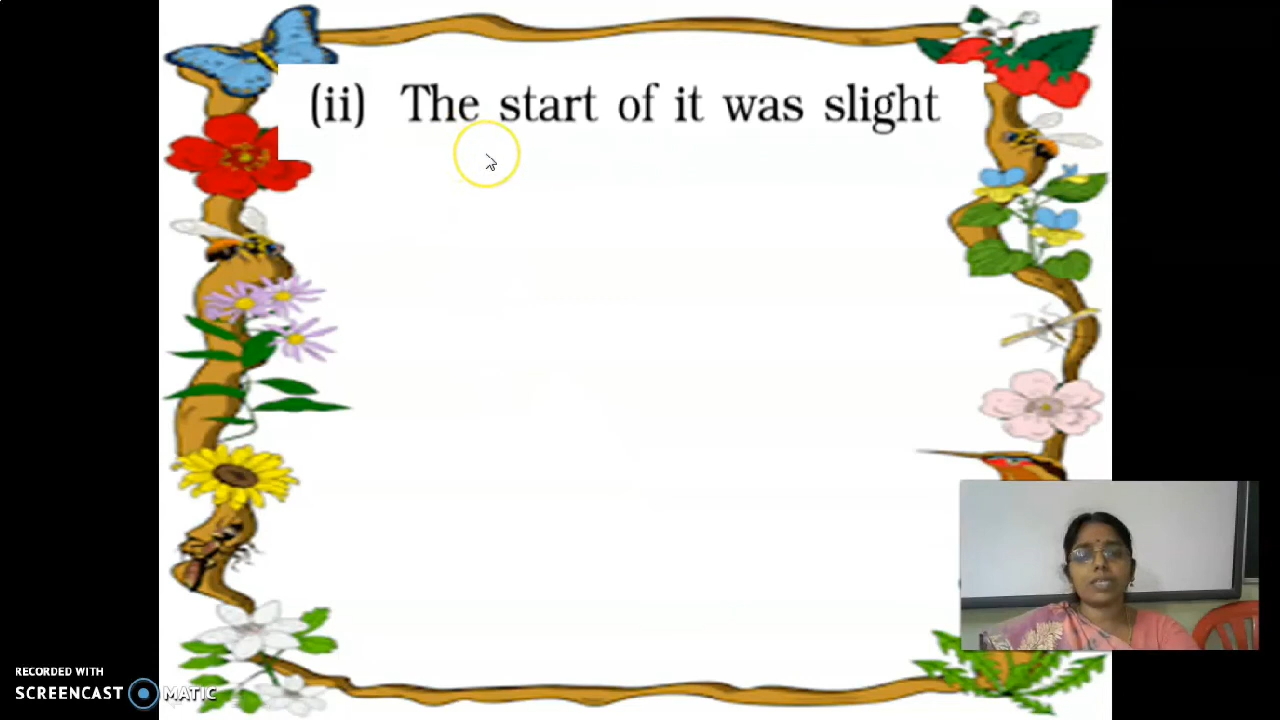 (ii) The start of it was slight
RECORDED WITH
SCREENCAST MATIC